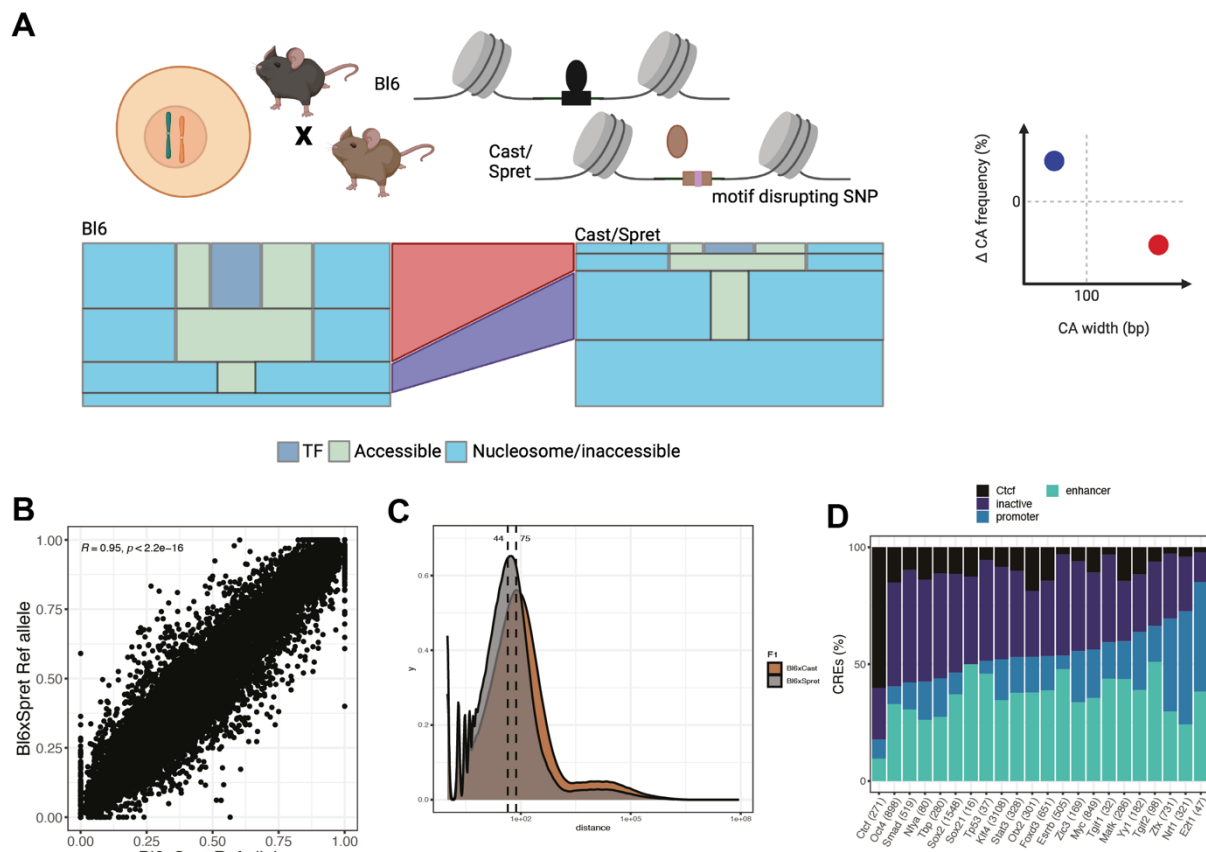 A
Bl6
X
Cast/
Spret
motif disrupting SNP
Δ CA frequency (%)
0
100
CA width (bp)
Bl6
Cast/Spret
TF
Accessible
Nucleosome/inaccessible
B
R = 0.95, p < 2.2e-16
Bl6xSpret Ref allele
1.00
0.75
0.50
0.25
0.00
0.00
0.25
0.50
0.75
1.00
C
44
75
y
0.6
0.4
0.2
0.0
1e+02
1e+05
1e+08
distance
F1
Bl6xCast
Bl6xSpret
D
Ctcf
inactive
promoter
enhancer
CREs (%)
100
50
0
Ctcf (271)
Oct4 (898)
Smad (519)
Nfya (80)
Tbp (280)
Sox2 (1548)
Sox21 (16)
Tp53 (37)
Klf4 (3108)
Stat3 (328)
Otx2 (301)
Foxd3 (651)
Esrrb (505)
Zic3 (169)
Myc (849)
Tgif1 (32)
Mafk (296)
Yy1 (182)
Tgif2 (98)
Zfx (731)
Nrf1 (321)
E2f1 (47)